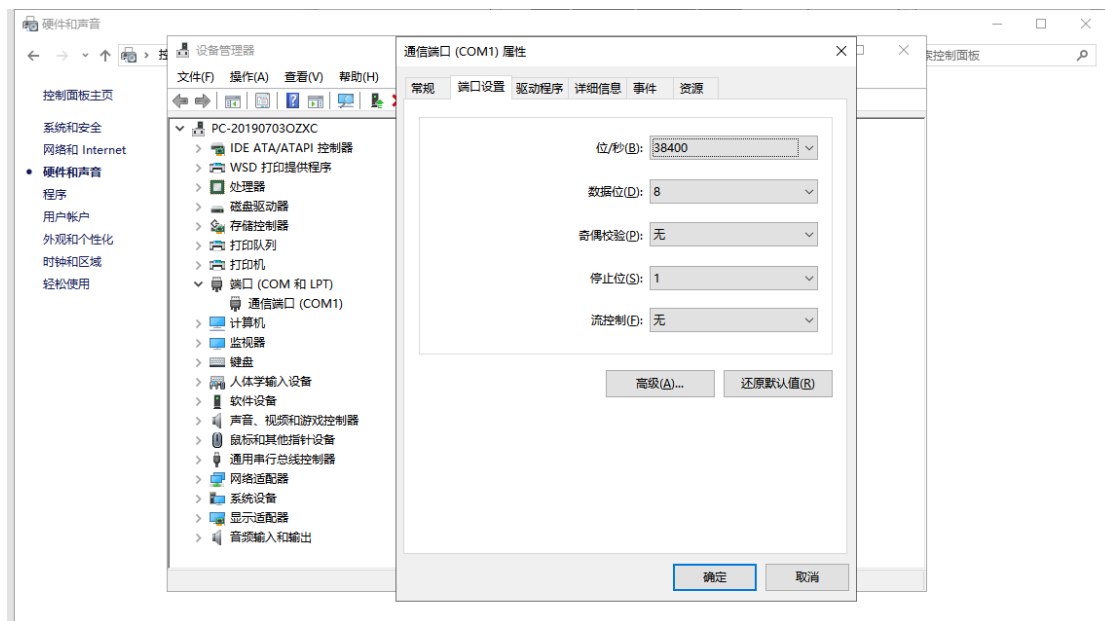 硬件和声音
控
索控制面板
控制面板主页
系统和安全
网络和 Internet
硬件和声音
程序
用户帐户
外观和个性化
时钟和区域
轻松使用
设备管理器
文件(F) 操作(A) 查看(V) 帮助(H)
PC-20190703OZXC
IDE ATA/ATAPI 控制器
WSD 打印提供程序
处理器
磁盘驱动器
存储控制器
打印队列
打印机
端口 (COM 和 LPT)
通信端口 (COM1)
计算机
监视器
键盘
人体学输入设备
软件设备
声音、视频和游戏控制器
鼠标和其他指针设备
通用串行总线控制器
网络适配器
系统设备
显示适配器
音频输入和输出
通信端口 (COM1) 属性
常规 端口设置 驱动程序 详细信息 事件 资源
位/秒(B): 38400
数据位(D): 8
奇偶校验(P): 无
停止位(S): 1
流控制(F): 无
高级(A)... 还原默认值(R)
确定 取消